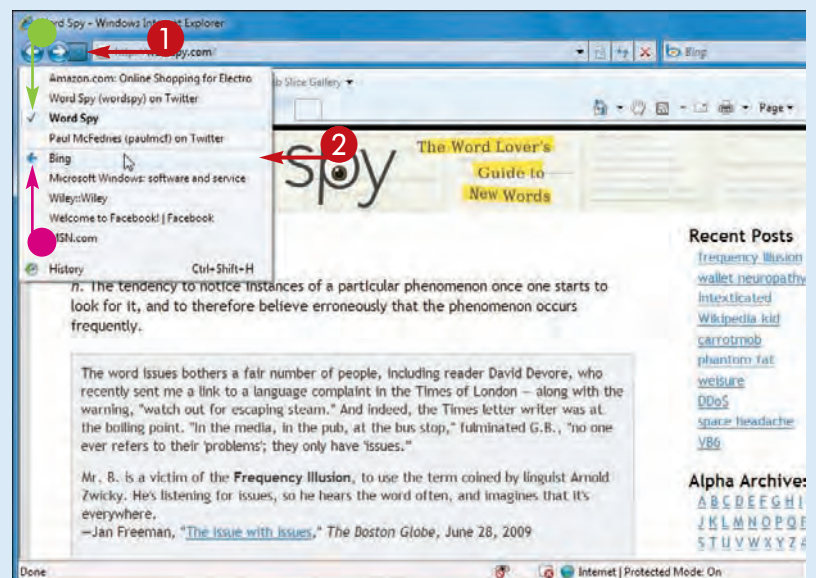 Word Spy - Windows Internet Explorer
1
spy.com/
Bing
Amazon.com: Online Shopping for Electro
Web Slice Gallery
Word Spy (wordspy) on Twitter
Page
Word Spy
Paul McFedries (paulmcf) on Twitter
2
Bing
Microsoft Windows: software and service
Wiley::Wiley
Welcome to Facebook! | Facebook
MSN.com
History Ctrl+Shift+H
Spy
The Word Lover's
Guide to
New Words
n. The tendency to notice instances of a particular phenomenon once one starts to
look for it, and to therefore believe erroneously that the phenomenon occurs
frequently.
The word issues bothers a fair number of people, including reader David Devore, who
recently sent me a link to a language complaint in the Times of London — along with the
warning, "watch out for escaping steam." And indeed, the Times letter writer was at
the boiling point. "In the media, in the pub, at the bus stop," fulminated G.B., "no one
ever refers to their 'problems'; they only have 'issues."
Mr. B. is a victim of the Frequency Illusion, to use the term coined by linguist Arnold
Zwicky. He's listening for issues, so he hears the word often, and imagines that it's
everywhere.
—Jan Freeman, "The issue with issues," The Boston Globe, June 28, 2009
Recent Posts
frequency illusion
wallet neuropathy
intexticated
Wikipedia kid
carrotmob
phantom fat
weisure
DDoS
space headache
VB6
Alpha Archives
A B C D E F G H I
J K L M N O P Q R
S T U V W X Y Z #
Done
Internet | Protected Mode: On